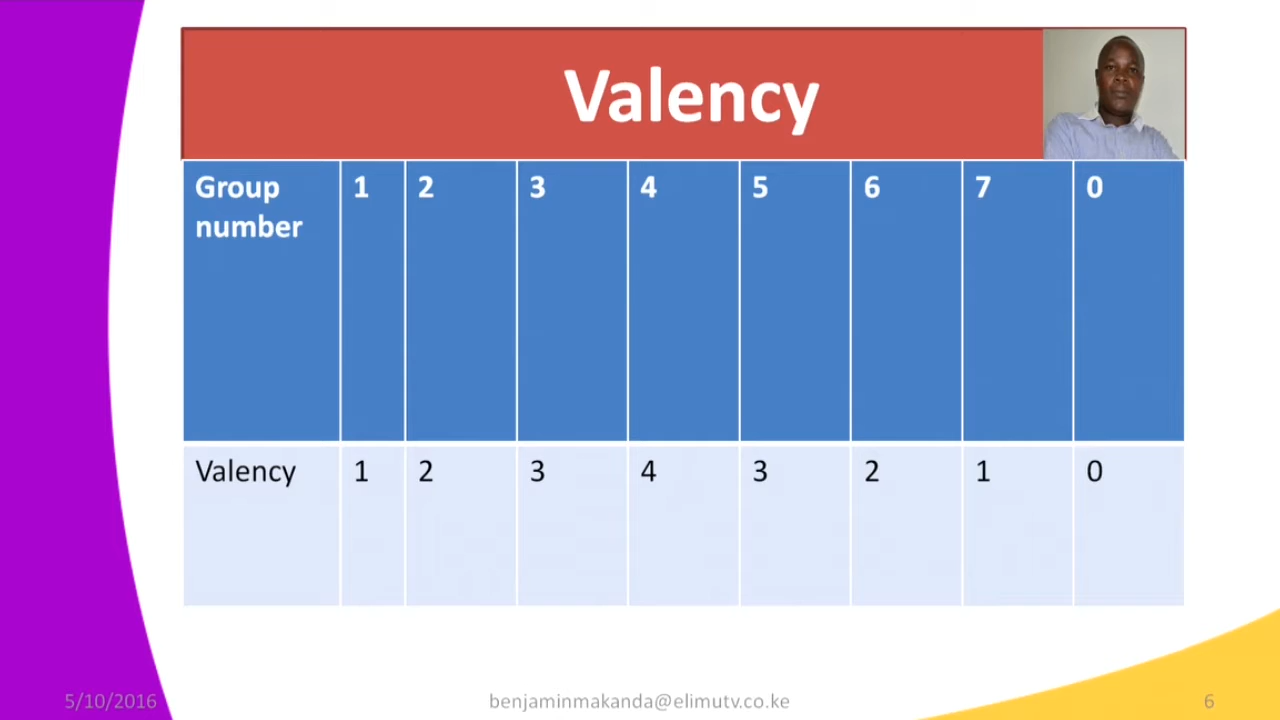 Valency
Group number 1 2 3 4 5 6 7 0
Valency 1 2 3 4 3 2 1 0
5/10/2016 benjaminmakanda@elimutv.co.ke 6